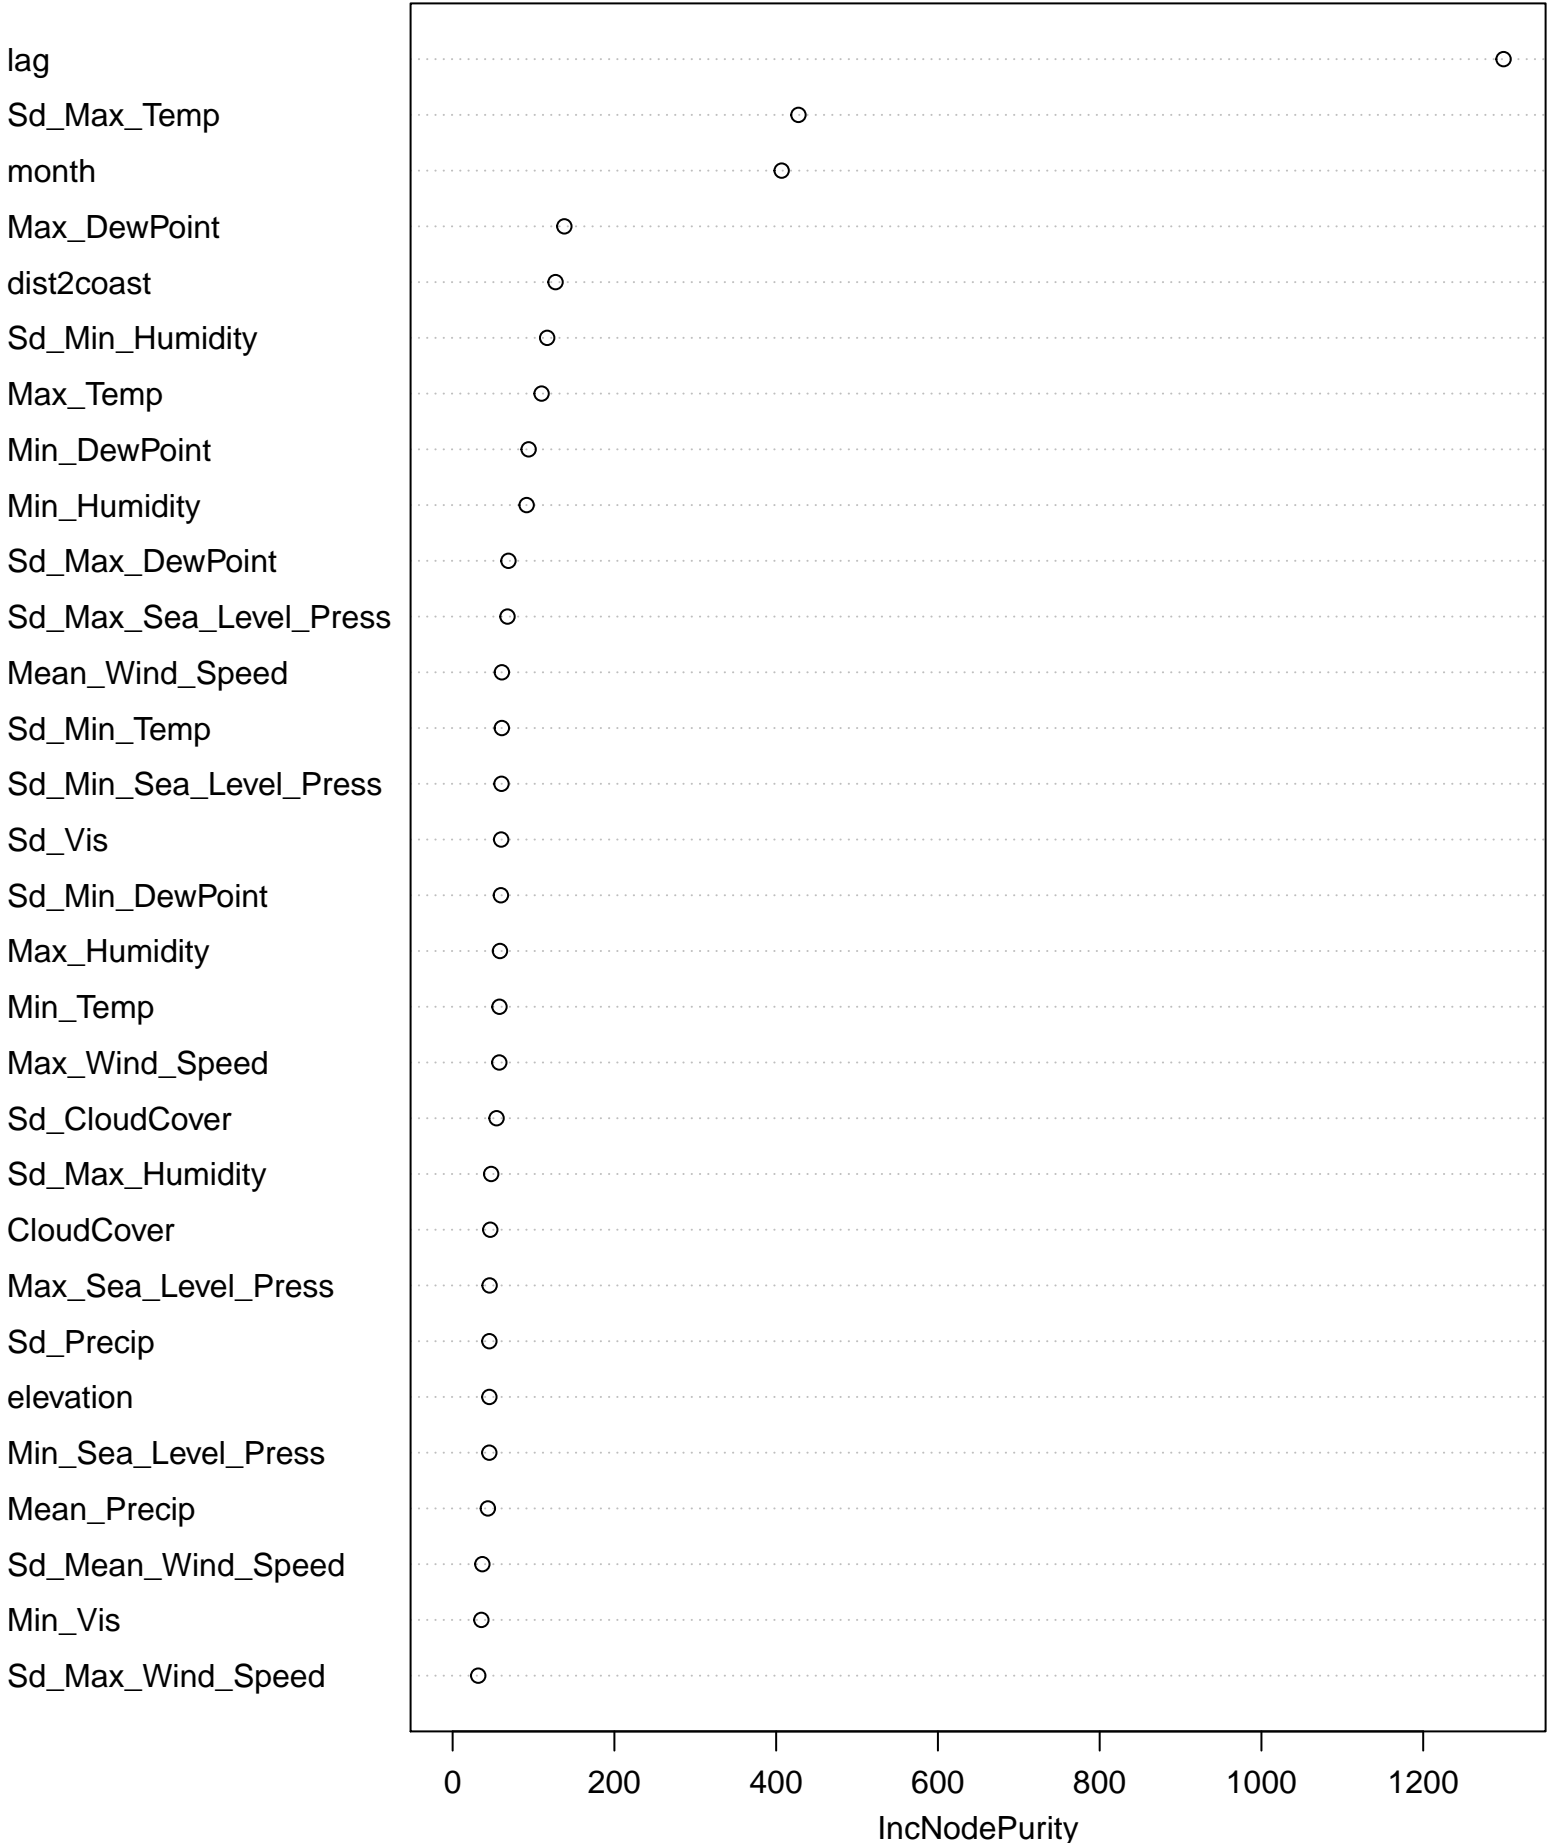 lag
Sd_Max_Temp
month
Max_DewPoint
dist2coast
Sd_Min_Humidity
Max_Temp
Min_DewPoint
Min_Humidity
Sd_Max_DewPoint
Sd_Max_Sea_Level_Press
Mean_Wind_Speed
Sd_Min_Temp
Sd_Min_Sea_Level_Press
Sd_Vis
Sd_Min_DewPoint
Max_Humidity
Min_Temp
Max_Wind_Speed
Sd_CloudCover
Sd_Max_Humidity
CloudCover
Max_Sea_Level_Press
Sd_Precip
elevation
Min_Sea_Level_Press
Mean_Precip
Sd_Mean_Wind_Speed
Min_Vis
Sd_Max_Wind_Speed
0 200 400 600 800 1000 1200
IncNodePurity